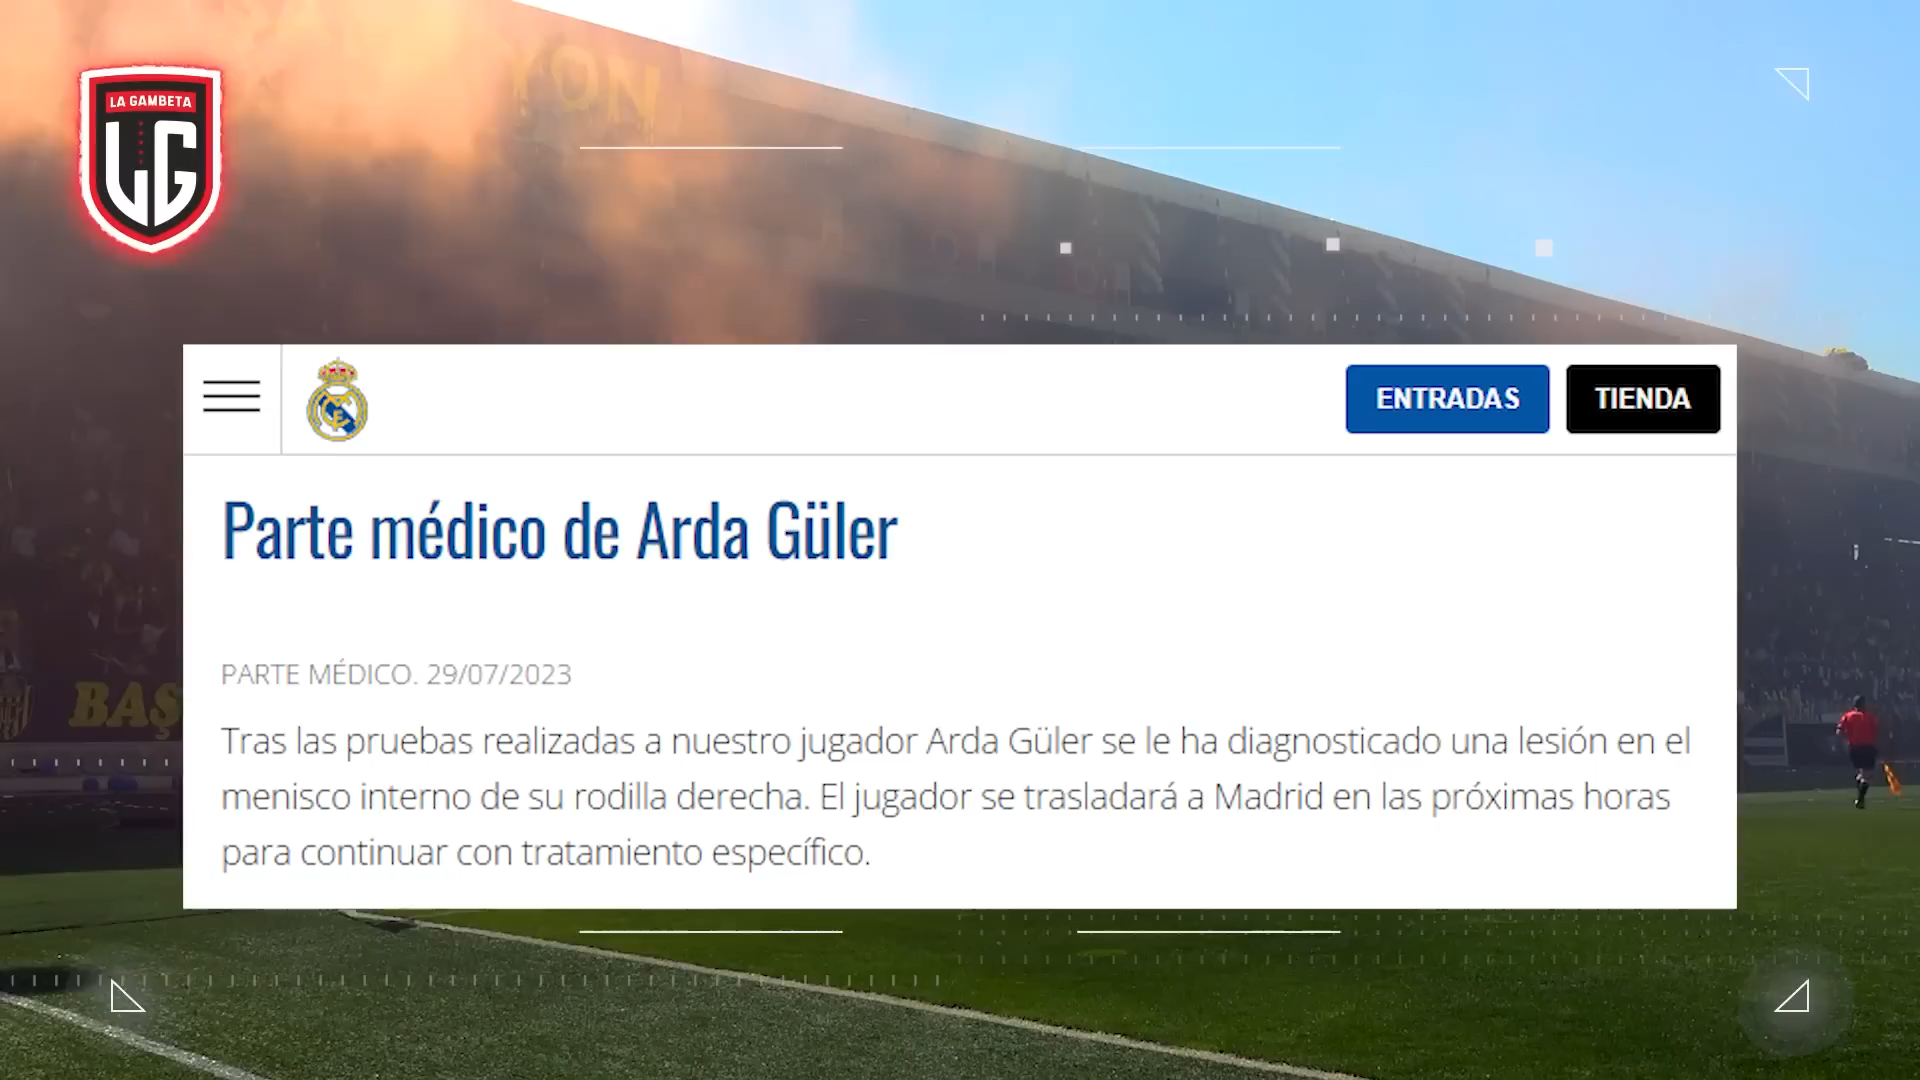 YON
LA GAMBETA
LG
ENTRADAS
TIENDA
Parte médico de Arda Güler
PARTE MÉDICO. 29/07/2023
Tras las pruebas realizadas a nuestro jugador Arda Güler se le ha diagnosticado una lesión en el
menisco interno de su rodilla derecha. El jugador se trasladará a Madrid en las próximas horas
para continuar con tratamiento específico.
BAŞ